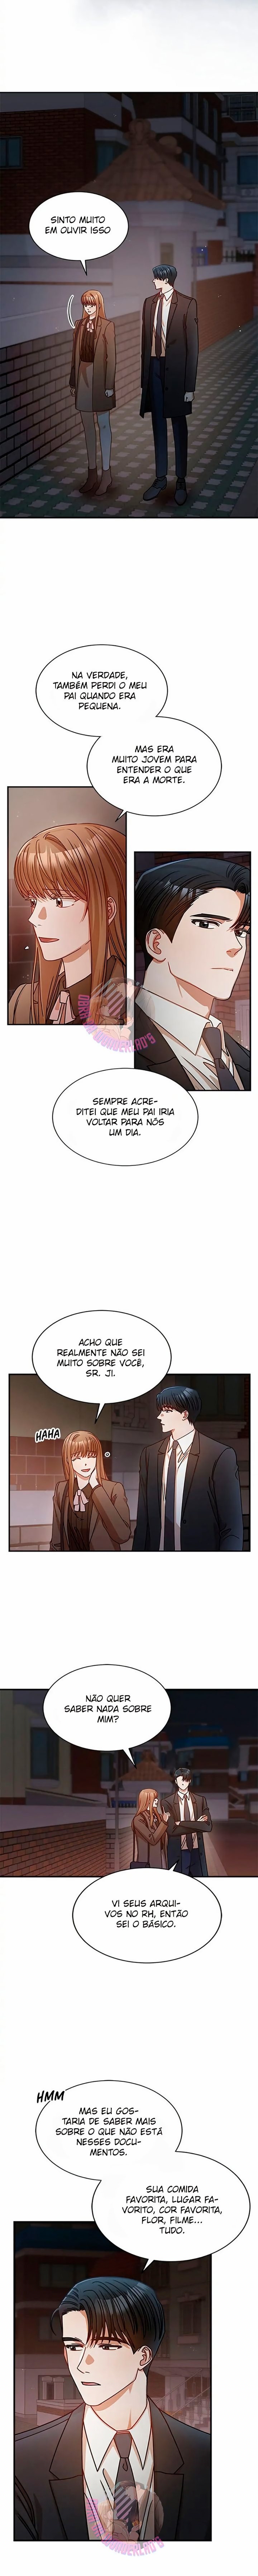 SINTO MUITO
EM OUVIR ISSO
NA VERDADE,
TAMBÉM PERDI O MEU
PAI QUANDO ERA
PEQUENA.
MAS ERA
MUITO JOVEM PARA
ENTENDER O QUE
ERA A MORTE.
SEMPRE ACRE-
DITEI QUE MEU PAI IRIA
VOLTAR PARA NÓS
UM DIA.
ACHO QUE
REALMENTE NÃO SEI
MUITO SOBRE VOCÊ,
SR. JI.
HAHA
NÃO QUER
SABER NADA SOBRE
MIM?
VI SEUS ARQUI-
VOS NO RH, ENTÃO
SEI O BÁSICO.
HMM
MAS EU GOS-
TARIA DE SABER MAIS
SOBRE O QUE NÃO ESTÁ
NESSES DOCU-
MENTOS.
SUA COMIDA
FAVORITA, LUGAR FA-
VORITO, COR FAVORITA,
FLOR, FILME...
TUDO.